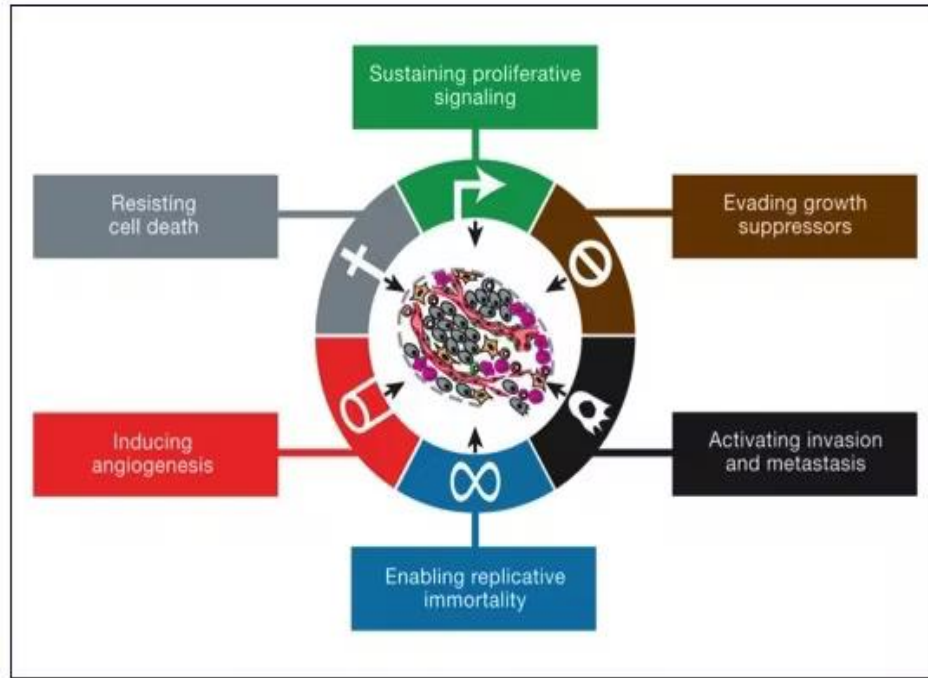 Sustaining proliferative
signaling
Resisting
cell death
Evading growth
suppressors
Inducing
angiogenesis
Activating invasion
and metastasis
Enabling replicative
immortality